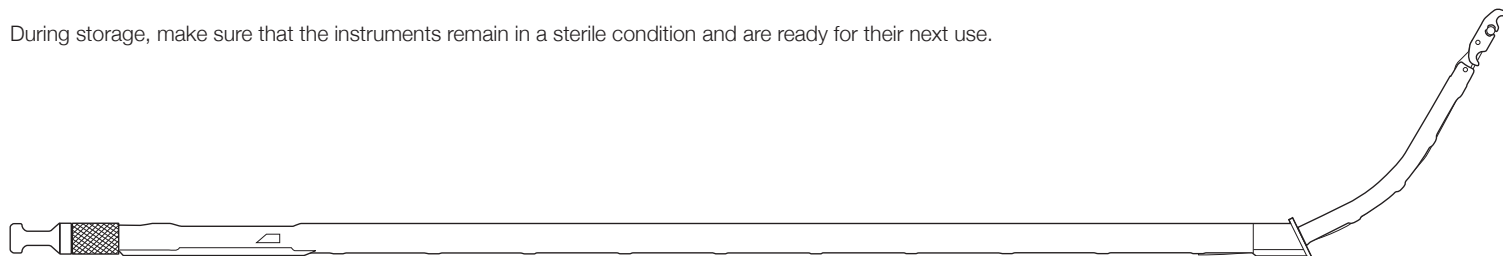 During storage, make sure that the instruments remain in a sterile condition and are ready for their next use.